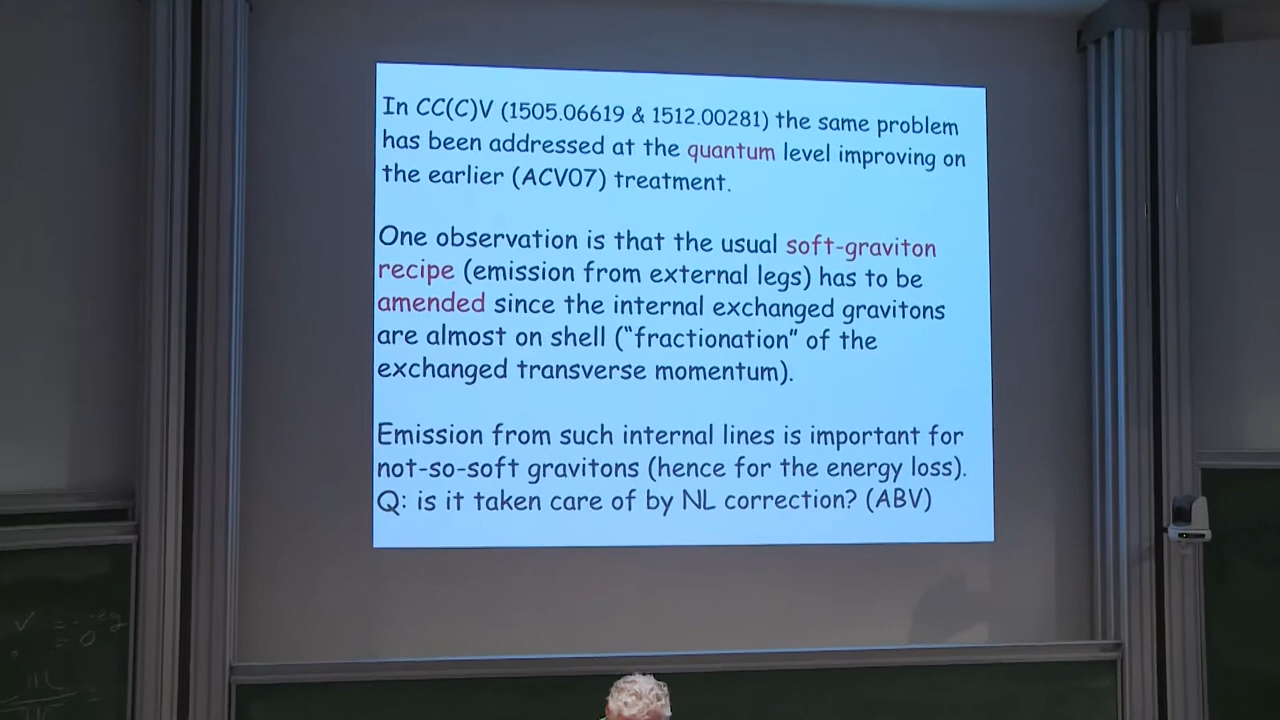 In CC(C)V (1505.06619 & 1512.00281) the same problem
has been addressed at the quantum level improving on
the earlier (ACV07) treatment.
One observation is that the usual soft-graviton
recipe (emission from external legs) has to be
amended since the internal exchanged gravitons
are almost on shell (“fractionation” of the
exchanged transverse momentum).
Emission from such internal lines is important for
not-so-soft gravitons (hence for the energy loss).
Q: is it taken care of by NL correction? (ABV)